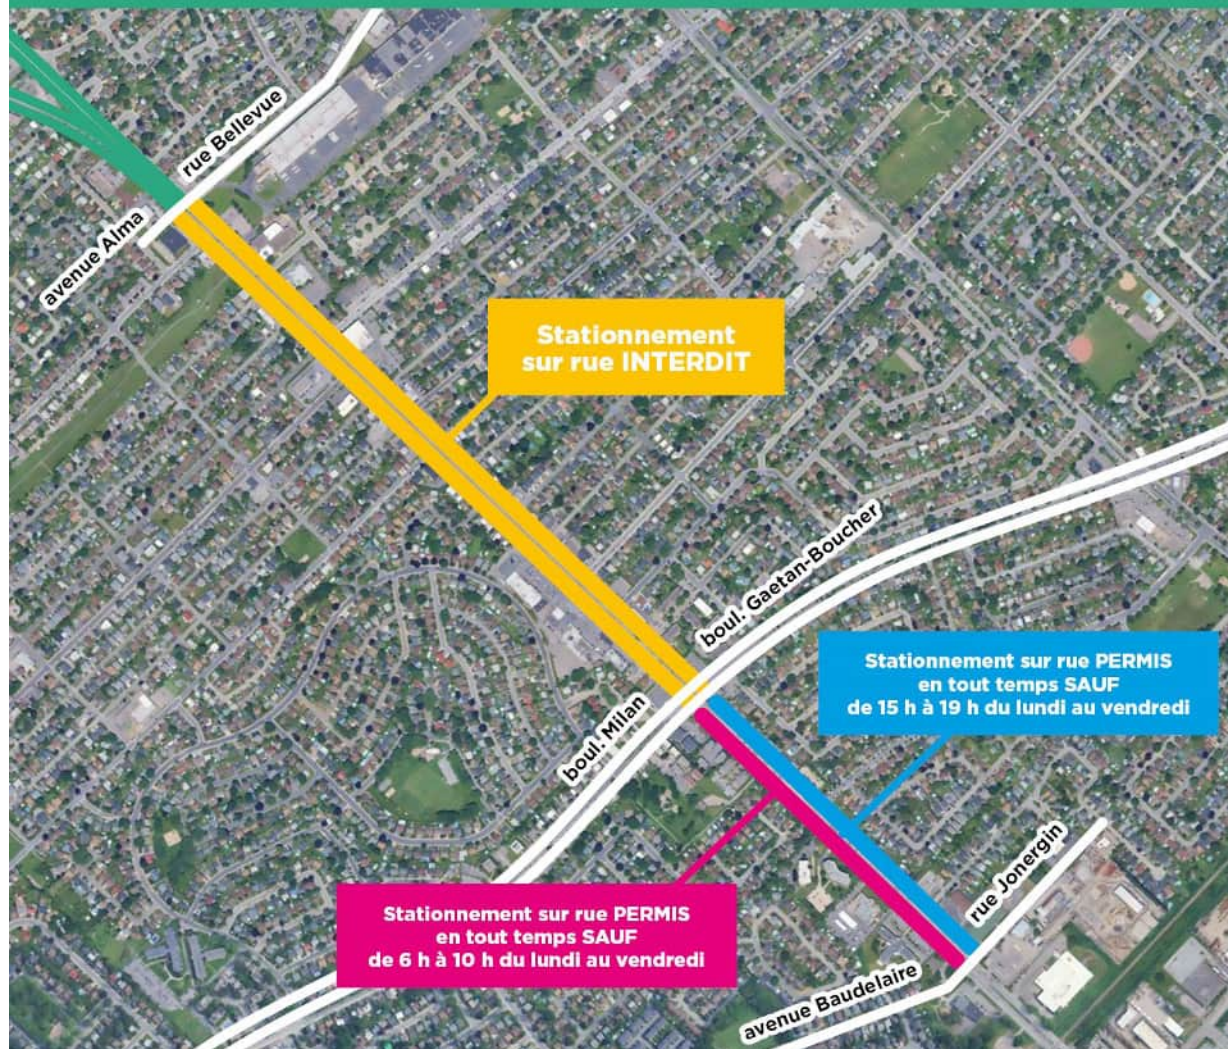 rue Bellevue
avenue Alma
Stationnement
sur rue INTERDIT
boul. Gaetan-Boucher
boul. Milan
Stationnement sur rue PERMIS
en tout temps SAUF
de 15 h à 19 h du lundi au vendredi
rue Jonergin
Stationnement sur rue PERMIS
en tout temps SAUF
de 6 h à 10 h du lundi au vendredi
avenue Baudelaire